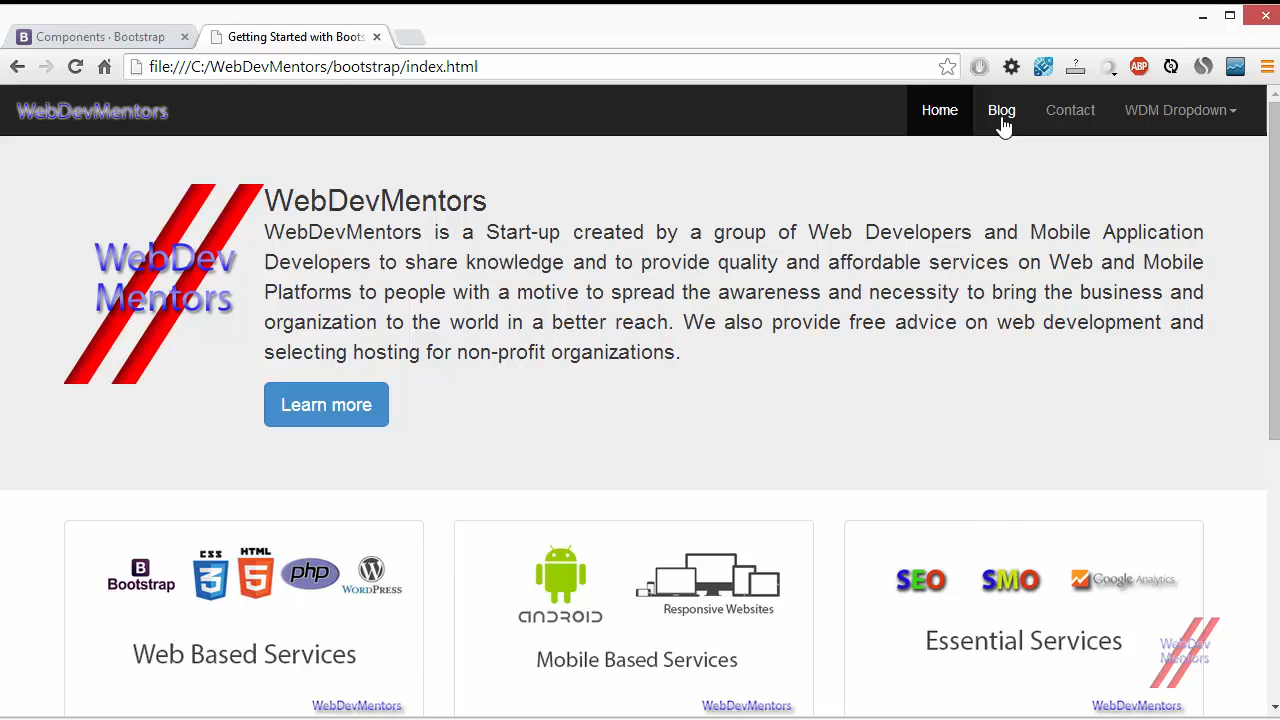 Components · Bootstrap
Getting Started with Boots
file:///C:/WebDevMentors/bootstrap/index.html
ABP
WebDevMentors
Home
Blog
Contact
WDM Dropdown
WebDev
Mentors
WebDevMentors
WebDevMentors is a Start-up created by a group of Web Developers and Mobile Application
Developers to share knowledge and to provide quality and affordable services on Web and Mobile
Platforms to people with a motive to spread the awareness and necessity to bring the business and
organization to the world in a better reach. We also provide free advice on web development and
selecting hosting for non-profit organizations.
Learn more
B
Bootstrap
CSS
3
HTML
5
php
W
WORDPRESS
Web Based Services
WebDevMentors
ANDROID
Responsive Websites
Mobile Based Services
WebDevMentors
SEO
SMO
Google Analytics
Essential Services
WebDevMentors
WebDev
Mentors